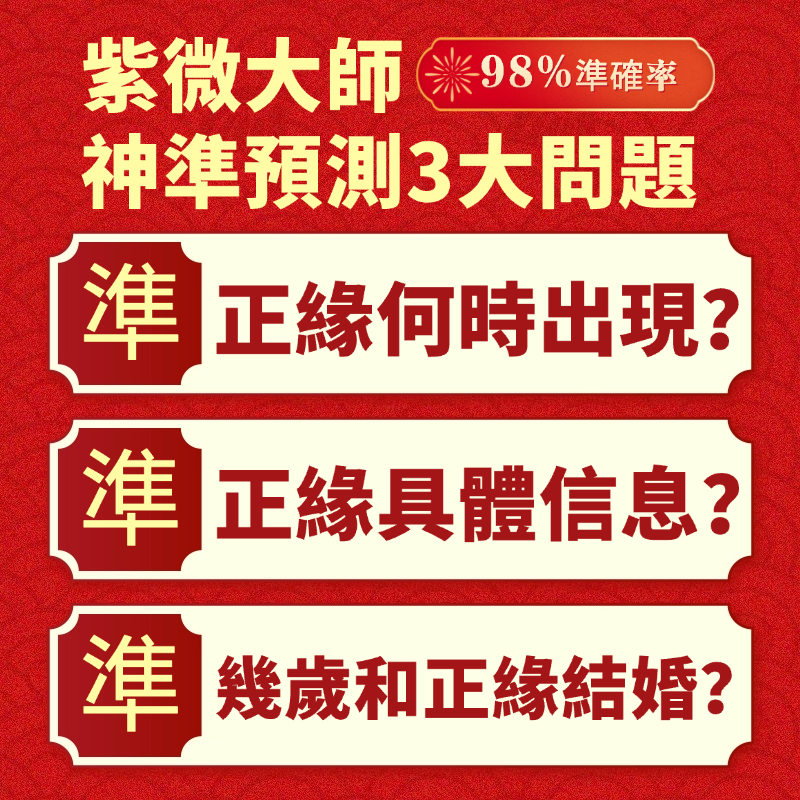 紫微大師 98%準確率
神準預測3大問題
準 正緣何時出現?
準 正緣具體信息?
準 幾歲和正緣結婚?